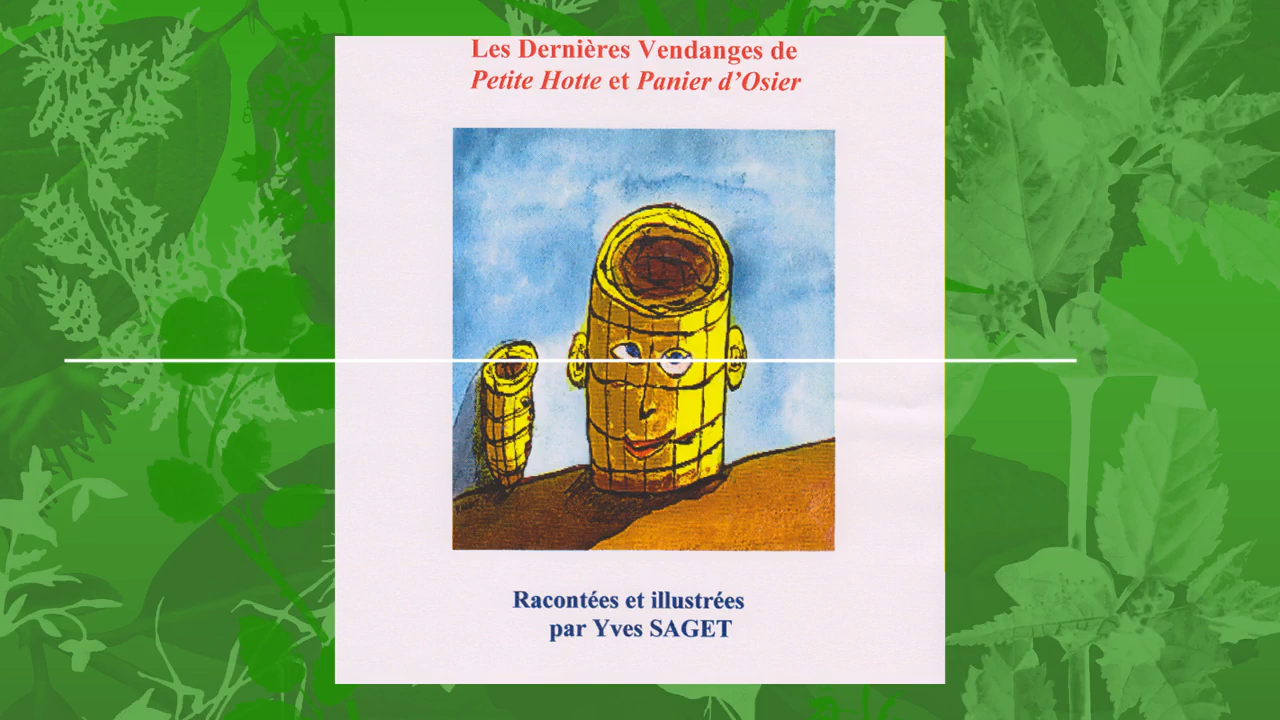 Les Dernières Vendanges de
Petite Hotte et Panier d’Osier
Racontées et illustrées
par Yves SAGET